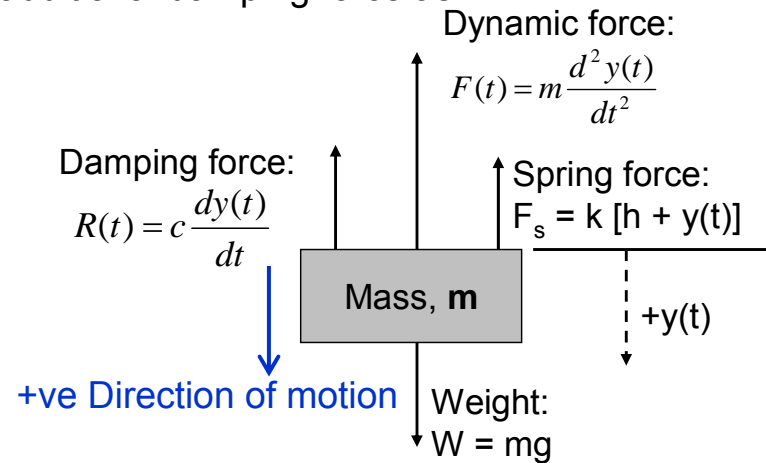 Dynamic force:
F(t) = m d²y(t)/dt²
Damping force:
R(t) = c dy(t)/dt
Spring force:
Fₛ = k [h + y(t)]
Mass, m
+y(t)
+ve Direction of motion
Weight:
W = mg